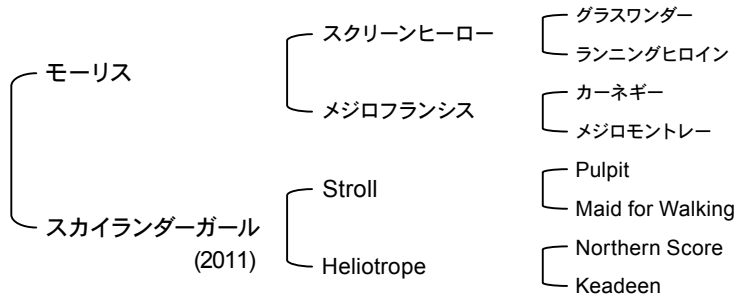 グラスワンダー
スクリーンヒーロー
ランニングヒロイン
モーリス
カーネギー
メジロフランシス
メジロモントレー
Pulpit
Stroll
Maid for Walking
スカイランダーガール
(2011)
Northern Score
Heliotrope
Keadeen